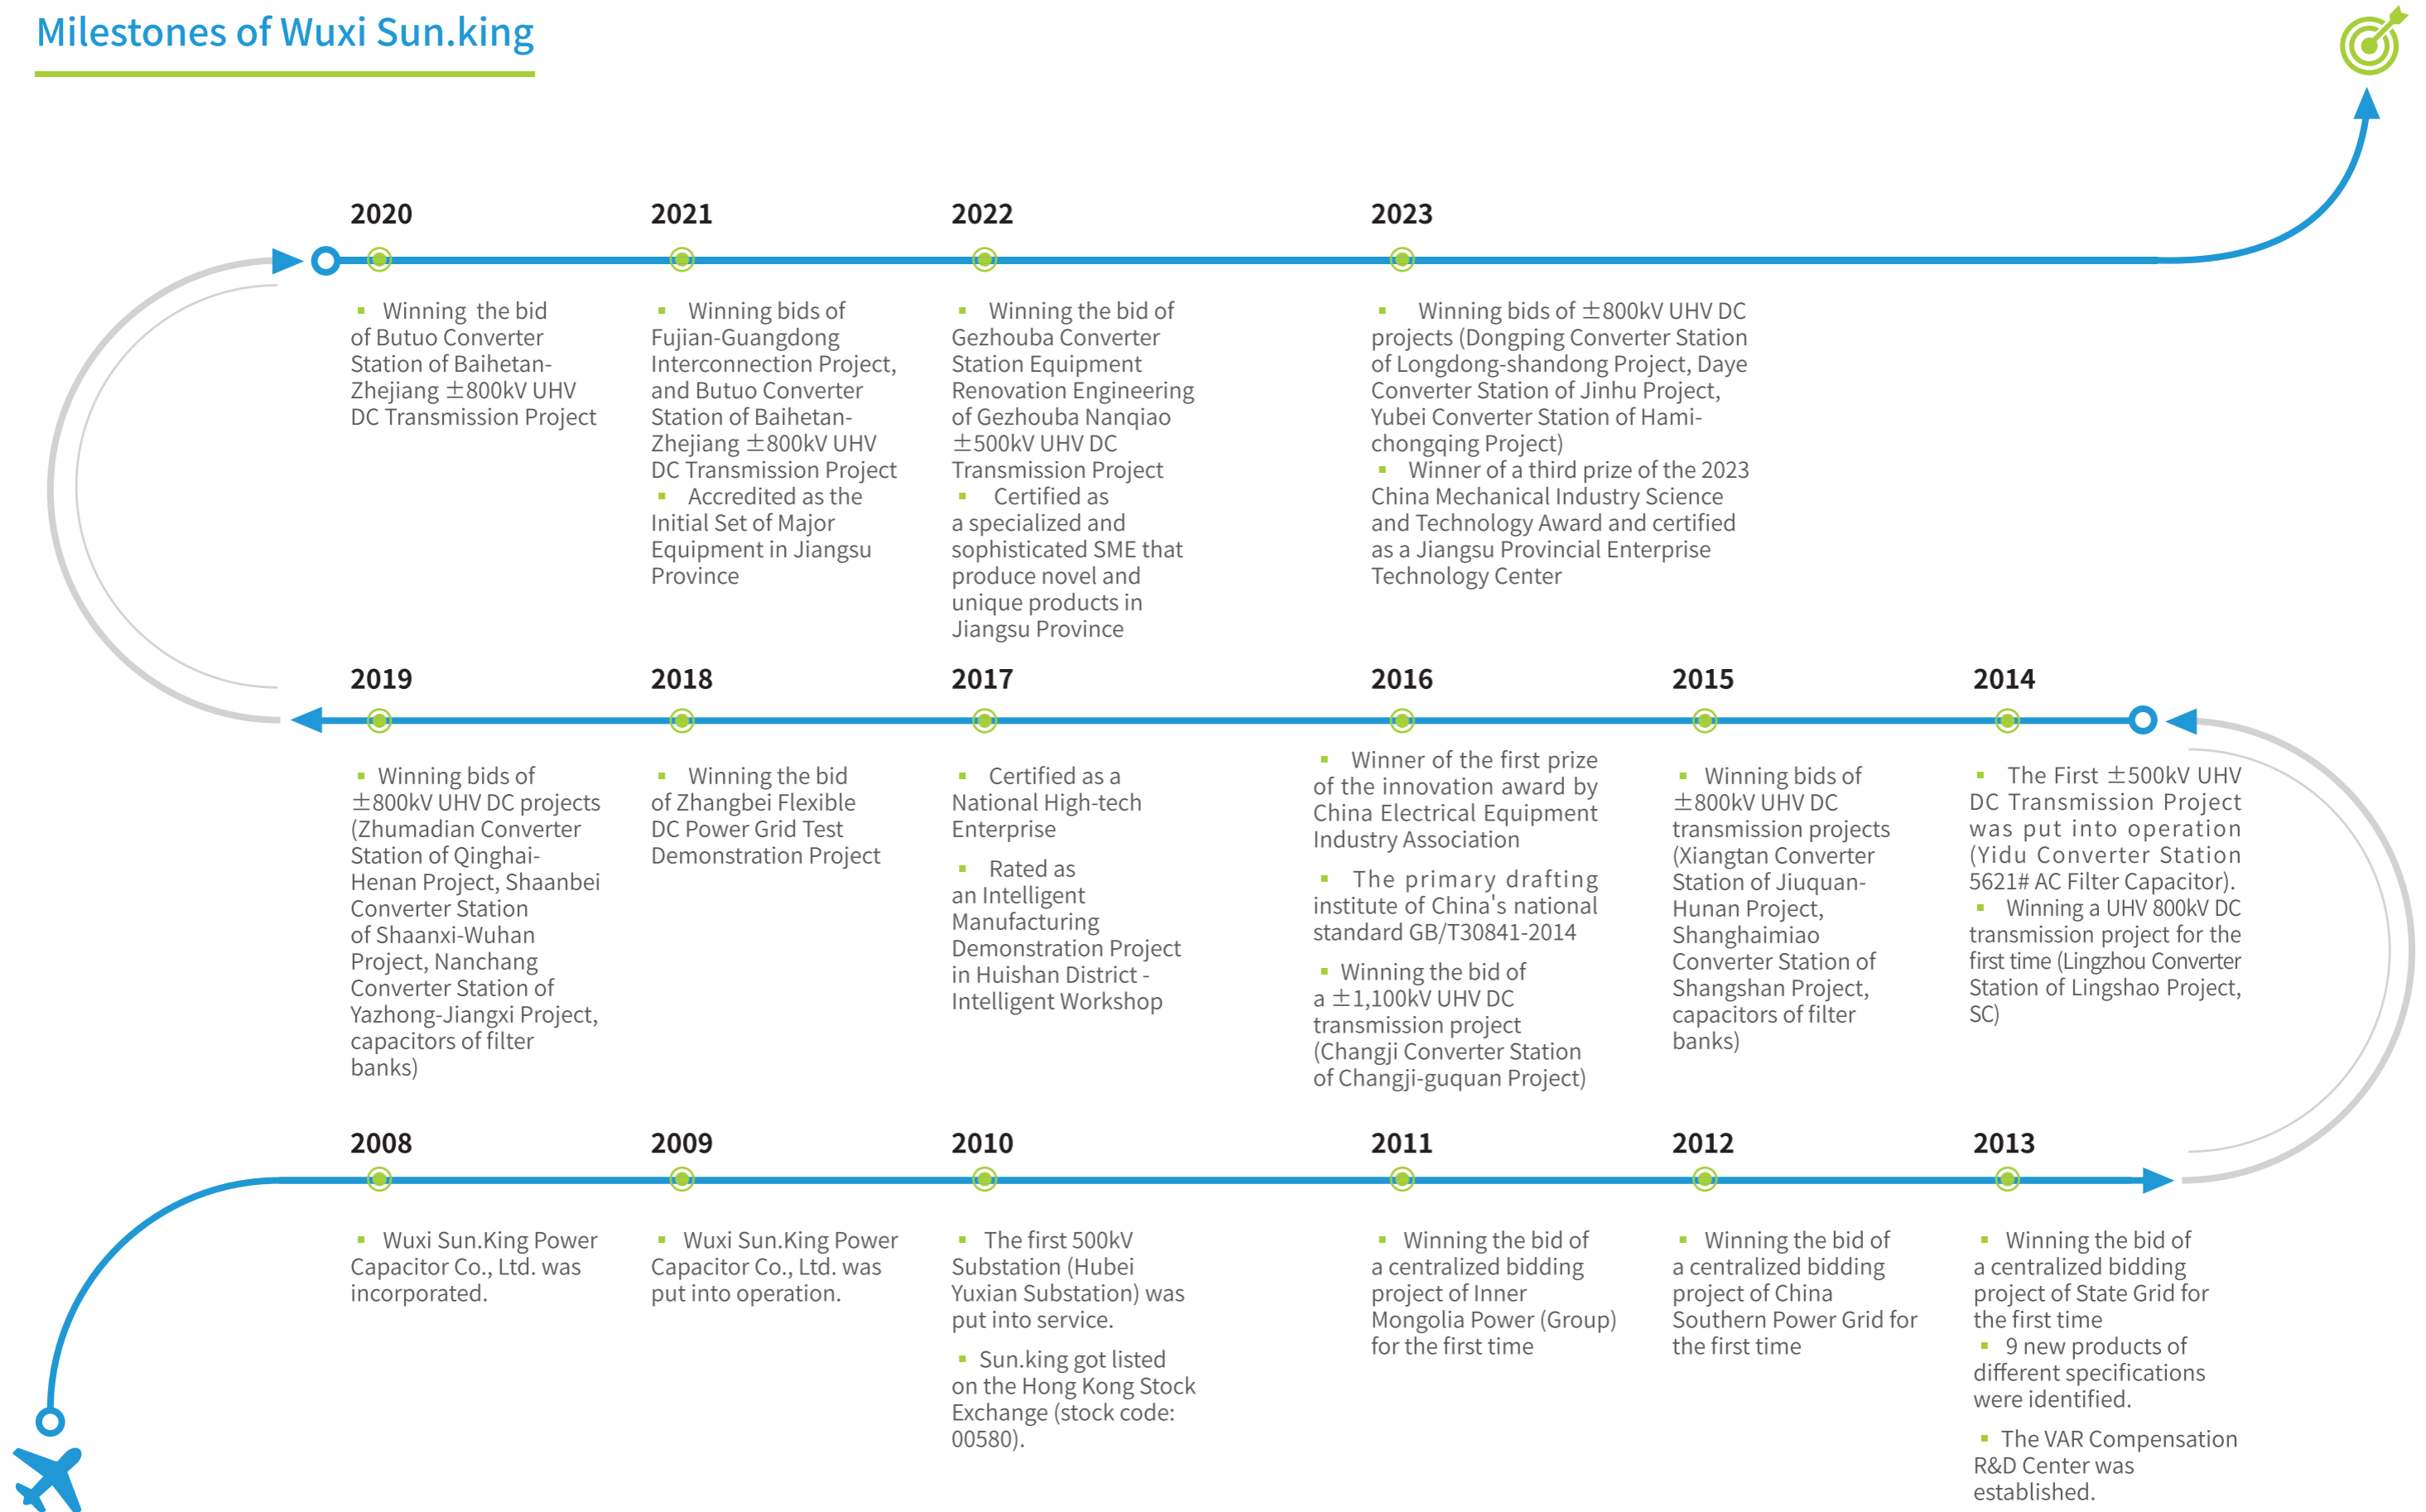 Milestones of Wuxi Sun.king
2020
Winning the bid
of Butuo Converter
Station of Baihetan-
Zhejiang ±800kV UHV
DC Transmission Project
2021
Winning bids of
Fujian-Guangdong
Interconnection Project,
and Butuo Converter
Station of Baihetan-
Zhejiang ±800kV UHV
DC Transmission Project
Accredited as the
Initial Set of Major
Equipment in Jiangsu
Province
2022
Winning the bid of
Gezhouba Converter
Station Equipment
Renovation Engineering
of Gezhouba Nanqiao
±500kV UHV DC
Transmission Project
Certified as
a specialized and
sophisticated SME that
produce novel and
unique products in
Jiangsu Province
2023
Winning bids of ±800kV UHV DC
projects (Dongping Converter Station
of Longdong-shandong Project, Daye
Converter Station of Jinhu Project,
Yubei Converter Station of Hami-
chongqing Project)
Winner of a third prize of the 2023
China Mechanical Industry Science
and Technology Award and certified
as a Jiangsu Provincial Enterprise
Technology Center
2019
Winning bids of
±800kV UHV DC projects
(Zhumadian Converter
Station of Qinghai-
Henan Project, Shaanbei
Converter Station
of Shaanxi-Wuhan
Project, Nanchang
Converter Station of
Yazhong-Jiangxi Project,
capacitors of filter
banks)
2018
Winning the bid
of Zhangbei Flexible
DC Power Grid Test
Demonstration Project
2017
Certified as a
National High-tech
Enterprise
Rated as
an Intelligent
Manufacturing
Demonstration Project
in Huishan District -
Intelligent Workshop
2016
Winner of the first prize
of the innovation award by
China Electrical Equipment
Industry Association
The primary drafting
institute of China's national
standard GB/T30841-2014
Winning the bid of
a ±1,100kV UHV DC
transmission project
(Changji Converter Station
of Changji-guquan Project)
2015
Winning bids of
±800kV UHV DC
transmission projects
(Xiangtan Converter
Station of Jiuquan-
Hunan Project,
Shanghaimiao
Converter Station of
Shangshan Project,
capacitors of filter
banks)
2014
The First ±500kV UHV
DC Transmission Project
was put into operation
(Yidu Converter Station
5621# AC Filter Capacitor).
Winning a UHV 800kV DC
transmission project for the
first time (Lingzhou Converter
Station of Lingshao Project,
SC)
2008
Wuxi Sun.King Power
Capacitor Co., Ltd. was
incorporated.
2009
Wuxi Sun.King Power
Capacitor Co., Ltd. was
put into operation.
2010
The first 500kV
Substation (Hubei
Yuxian Substation) was
put into service.
Sun.king got listed
on the Hong Kong Stock
Exchange (stock code:
00580).
2011
Winning the bid of
a centralized bidding
project of Inner
Mongolia Power (Group)
for the first time
2012
Winning the bid of
a centralized bidding
project of China
Southern Power Grid for
the first time
2013
Winning the bid of
a centralized bidding
project of State Grid for
the first time
9 new products of
different specifications
were identified.
The VAR Compensation
R&D Center was
established.